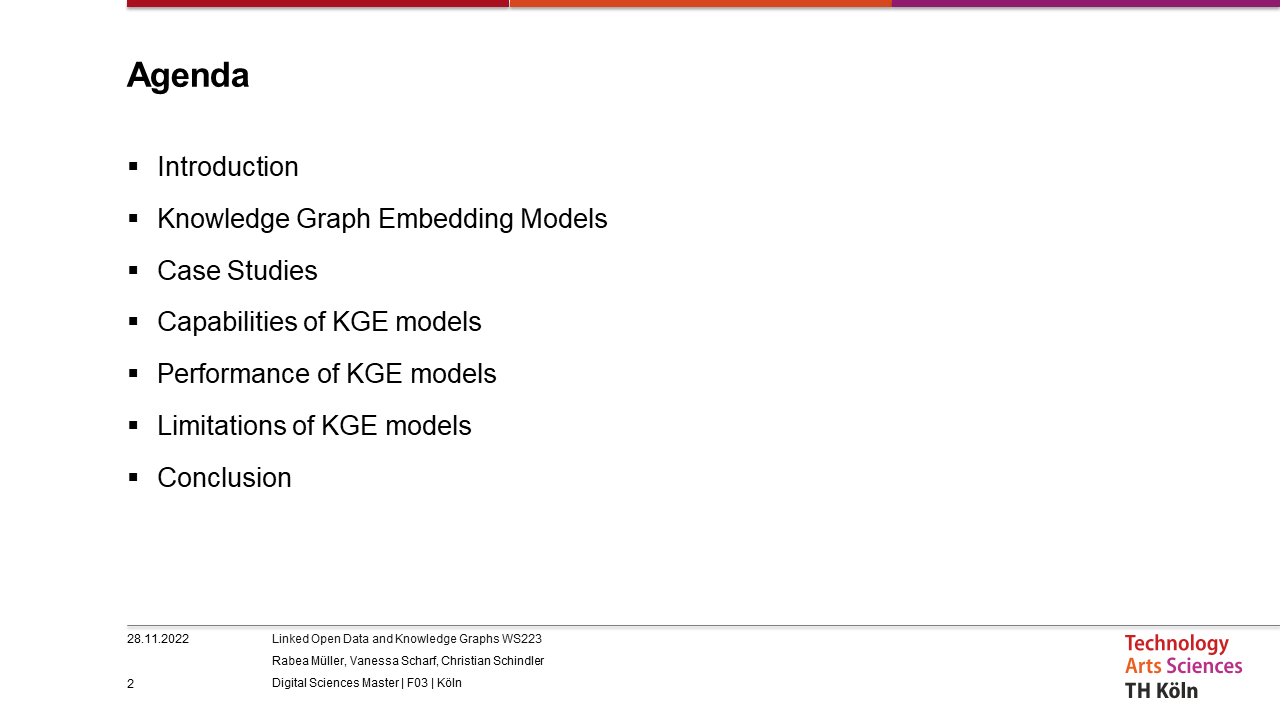 Agenda
▪ Introduction
▪ Knowledge Graph Embedding Models
▪ Case Studies
▪ Capabilities of KGE models
▪ Performance of KGE models
▪ Limitations of KGE models
▪ Conclusion
28.11.2022
Linked Open Data and Knowledge Graphs WS223
Rabea Müller, Vanessa Scharf, Christian Schindler
2
Digital Sciences Master | F03 | Köln
Technology
Arts Sciences
TH Köln